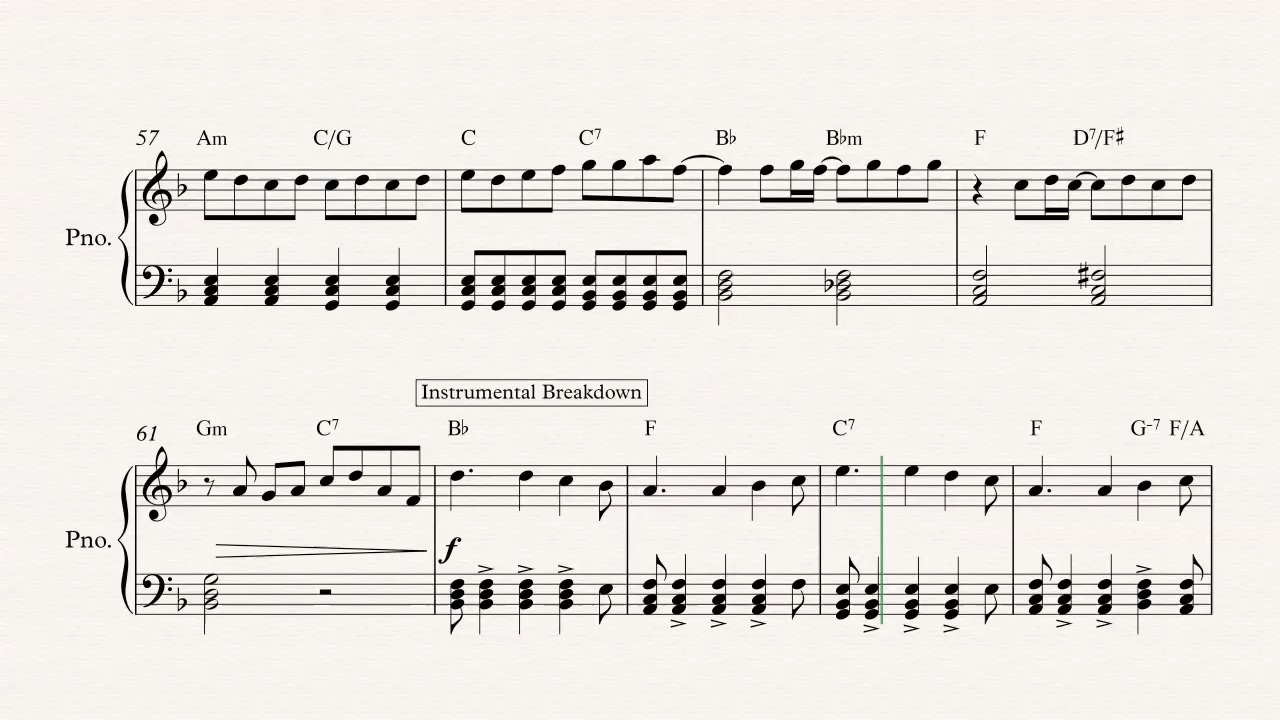 57 Am C/G C C7 B♭ B♭m F D7/F♯
Pno.
Instrumental Breakdown
61 Gm C7 B♭ F C7 F G-7 F/A
Pno.
f